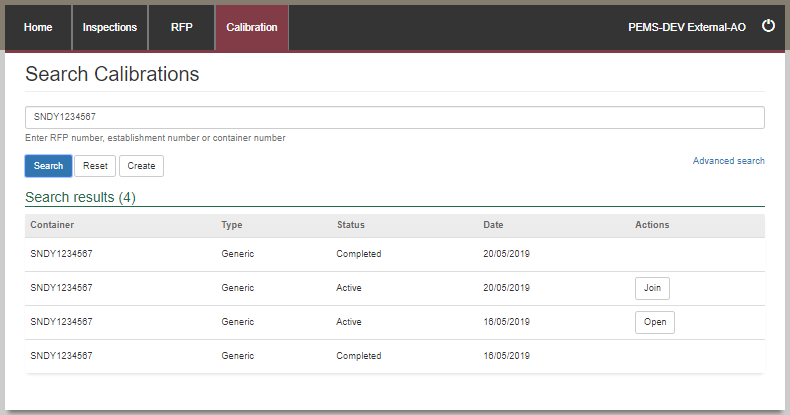 Home Inspections RFP Calibration PEMS-DEV External-AO
Search Calibrations
SNDY1234567
Enter RFP number, establishment number or container number
Search Reset Create Advanced search
Search results (4)
Container Type Status Date Actions
SNDY1234567 Generic Completed 20/05/2019
SNDY1234567 Generic Active 20/05/2019 Join
SNDY1234567 Generic Active 16/05/2019 Open
SNDY1234567 Generic Completed 16/05/2019